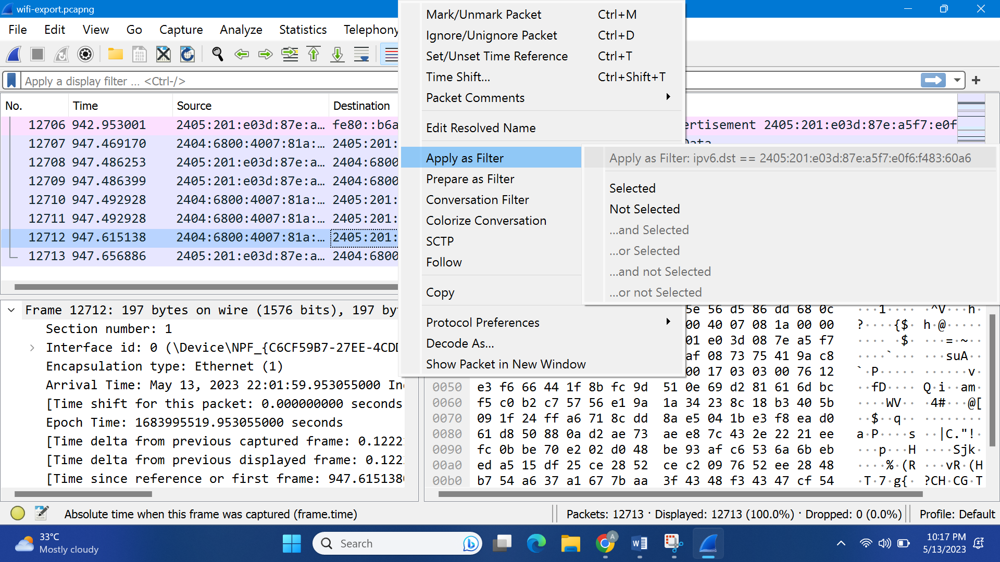 wifi-export.pcapng
File Edit View Go Capture Analyze Statistics Telephony
Apply a display filter … <Ctrl-/>
No. Time Source Destination
12706 942.953001 2405:201:e03d:87e:a… fe80::b6a ertisement 2405:201:e03d:87e:a5f7:e0f
12707 947.469170 2404:6800:4007:81a:… 2405:201: Data
12708 947.486253 2405:201:e03d:87e:a… 2404:6800
12709 947.486399 2405:201:e03d:87e:a… 2404:6800
12710 947.492928 2404:6800:4007:81a:… 2405:201:
12711 947.492928 2404:6800:4007:81a:… 2405:201:
12712 947.615138 2404:6800:4007:81a:… 2405:201:
12713 947.656886 2405:201:e03d:87e:a… 2404:6800
Mark/Unmark Packet Ctrl+M
Ignore/Unignore Packet Ctrl+D
Set/Unset Time Reference Ctrl+T
Time Shift… Ctrl+Shift+T
Packet Comments
Edit Resolved Name
Apply as Filter
Prepare as Filter
Conversation Filter
Colorize Conversation
SCTP
Follow
Copy
Protocol Preferences
Decode As…
Show Packet in New Window
Apply as Filter: ipv6.dst == 2405:201:e03d:87e:a5f7:e0f6:f483:60a6
Selected
Not Selected
…and Selected
…or Selected
…and not Selected
…or not Selected
Frame 12712: 197 bytes on wire (1576 bits), 197 by
Section number: 1
Interface id: 0 (\Device\NPF_{C6CF59B7-27EE-4CDD
Encapsulation type: Ethernet (1)
Arrival Time: May 13, 2023 22:01:59.953055000 In
[Time shift for this packet: 0.000000000 seconds
Epoch Time: 1683995519.953055000 seconds
[Time delta from previous captured frame: 0.1222
[Time delta from previous displayed frame: 0.122
[Time since reference or first frame: 947.615138
5e 56 d5 86 dd 68 0c ···1···· ·^V···h·
00 40 07 08 1a 00 00 ?····{$· h·@·····
01 e0 3d 08 7e a5 f7 ·····$·· ···=·~··
af 08 73 75 41 9a c8 ····`··· ···suA··
00 17 03 03 00 76 12 `·P····· ······v·
0050 e3 f6 66 44 1f 8b fc 9d 51 0e 69 d2 81 61 6d bc ··fD···· Q·i··am·
0060 f5 c0 b2 c7 57 56 e1 9a 1a 34 23 8c 18 b3 40 5b ····WV·· ·4#···@[
0070 09 1f 24 ff a6 71 8c dd 8a e5 04 1b e3 f8 ea d0 ··$··q·· ········
0080 61 d8 50 88 0a d2 ae 73 ae e8 7c 43 2e 22 21 ee a·P····s ··|C."!·
0090 fc 0b be 70 e2 02 d0 48 be 93 af c6 53 6a 6b eb ···p···H ····Sjk·
00a0 ed a5 15 df 25 ce 28 52 ce c2 09 76 52 ee 28 48 ····%·(R ···vR·(H
00b0 b7 54 a6 37 a1 67 7b aa 3f 43 48 f3 43 47 cf 54 ·T·7·g{· ?CH·CG·T
Absolute time when this frame was captured (frame.time)
Packets: 12713 · Displayed: 12713 (100.0%) · Dropped: 0 (0.0%)
Profile: Default
33°C
Mostly cloudy
Search
A
10:17 PM
5/13/2023